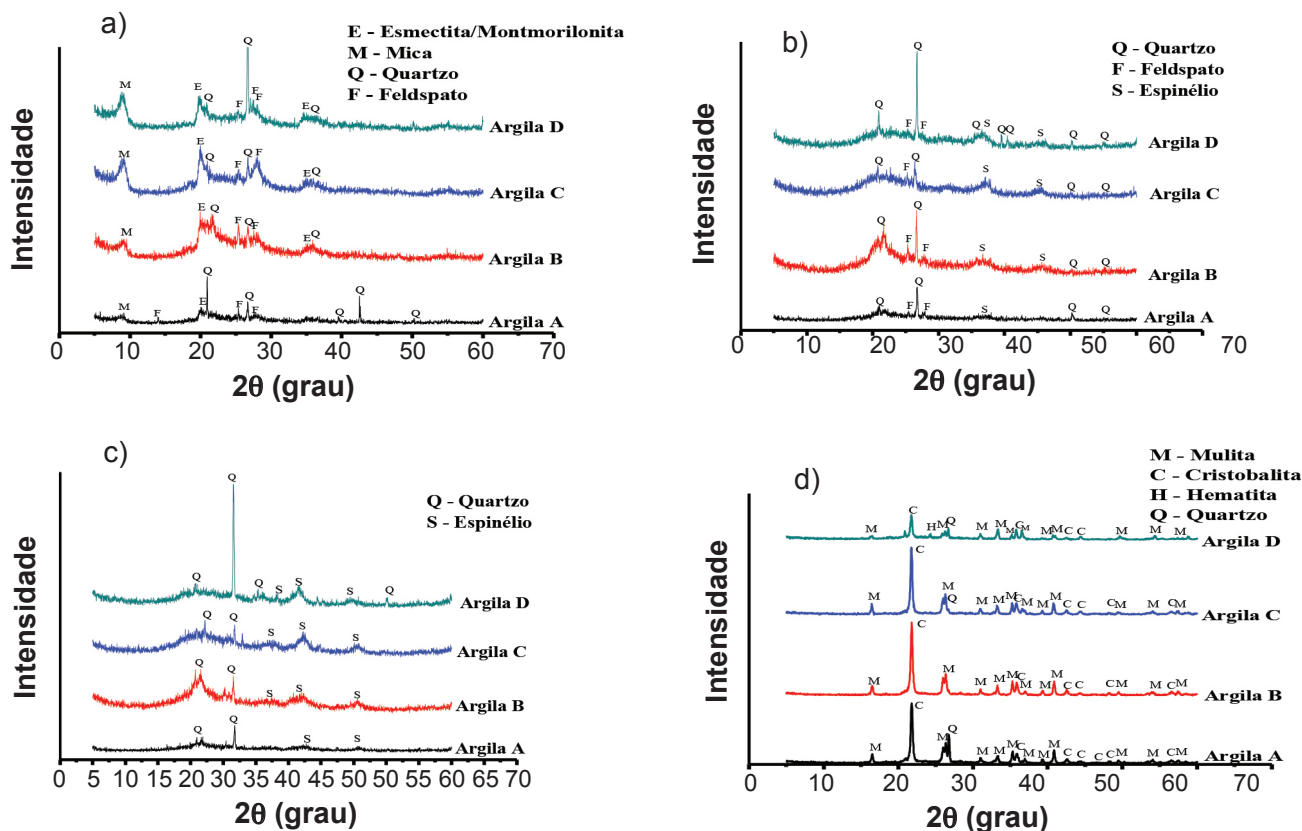 a)
E - Esmectita/Montmorilonita
M - Mica
Q - Quartzo
F - Feldspato
Intensidade
Q
M E Q F F F E Q
Argila D
M E Q F Q F E Q
Argila C
M E Q F Q F E Q
Argila B
M F E Q F Q F Q Q Q
Argila A
0 10 20 30 40 50 60 70
2θ (grau)
b)
Q - Quartzo
F - Feldspato
S - Espinélio
Intensidade
Q Q F F Q S Q Q S Q Q
Argila D
Q F Q S S Q Q
Argila C
Q F Q F S S Q Q
Argila B
Q F Q F S Q Q
Argila A
0 10 20 30 40 50 60 70
2θ (grau)
c)
Q - Quartzo
S - Espinélio
Intensidade
Q Q Q S S S Q
Argila D
Q Q S S S
Argila C
Q Q S S S
Argila B
Q Q S S
Argila A
0 5 10 15 20 25 30 35 40 45 50 55 60 65 70
2θ (grau)
d)
M - Mulita
C - Cristobalita
H - Hematita
Q - Quartzo
Intensidade
M C H M Q M M M C M M M C C M M M
Argila D
M C M Q M M M C M M M C C C M M C M
Argila C
M C M M M M C M M M C C C M M C M
Argila B
M C M Q M M M C M M M C C C C M M C M
Argila A
0 10 20 30 40 50 60 70
2θ (grau)